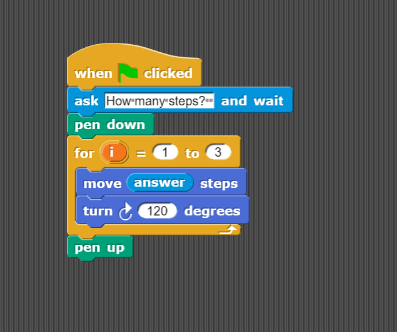 when clicked
ask How many steps? and wait
pen down
for i = 1 to 3
move answer steps
turn 120 degrees
pen up